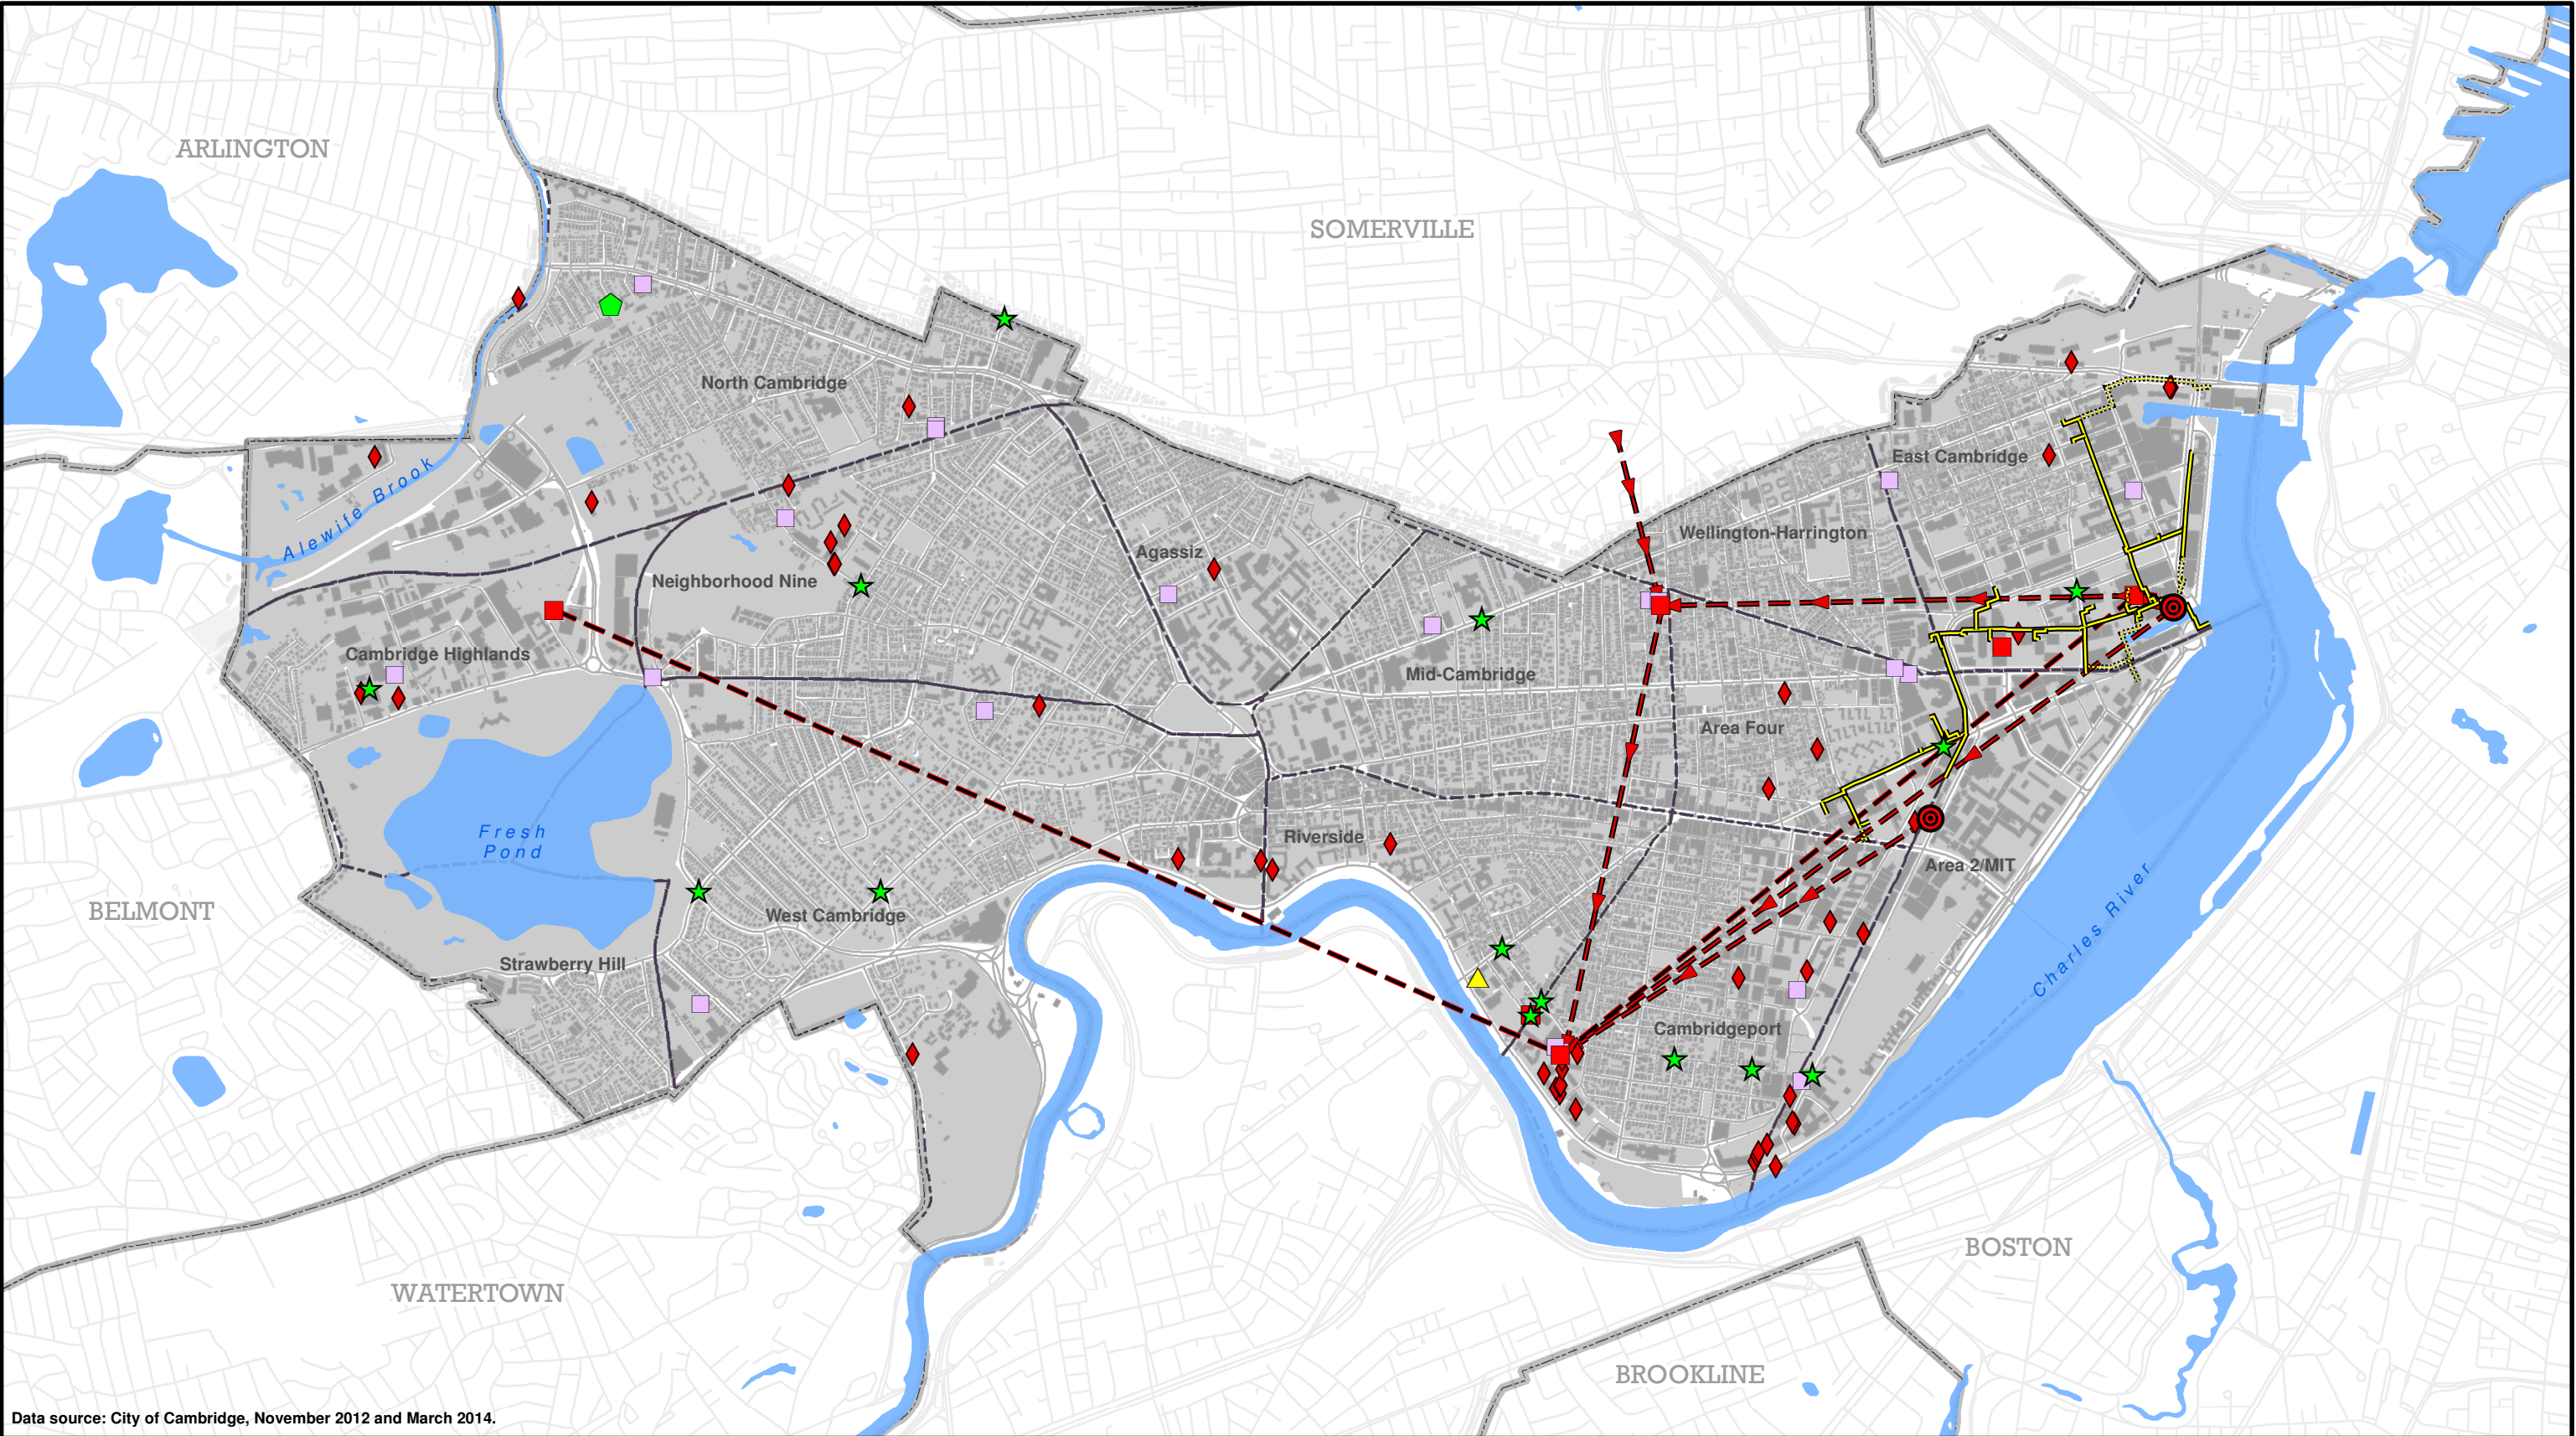 ARLINGTON
SOMERVILLE
North Cambridge
East Cambridge
Alewife Brook
Wellington-Harrington
Agassiz
Neighborhood Nine
Cambridge Highlands
Mid-Cambridge
Area Four
Fresh
Pond
Riverside
Area 2/MIT
BELMONT
West Cambridge
Charles River
Strawberry Hill
Cambridgeport
BOSTON
WATERTOWN
BROOKLINE
Data source: City of Cambridge, November 2012 and March 2014.